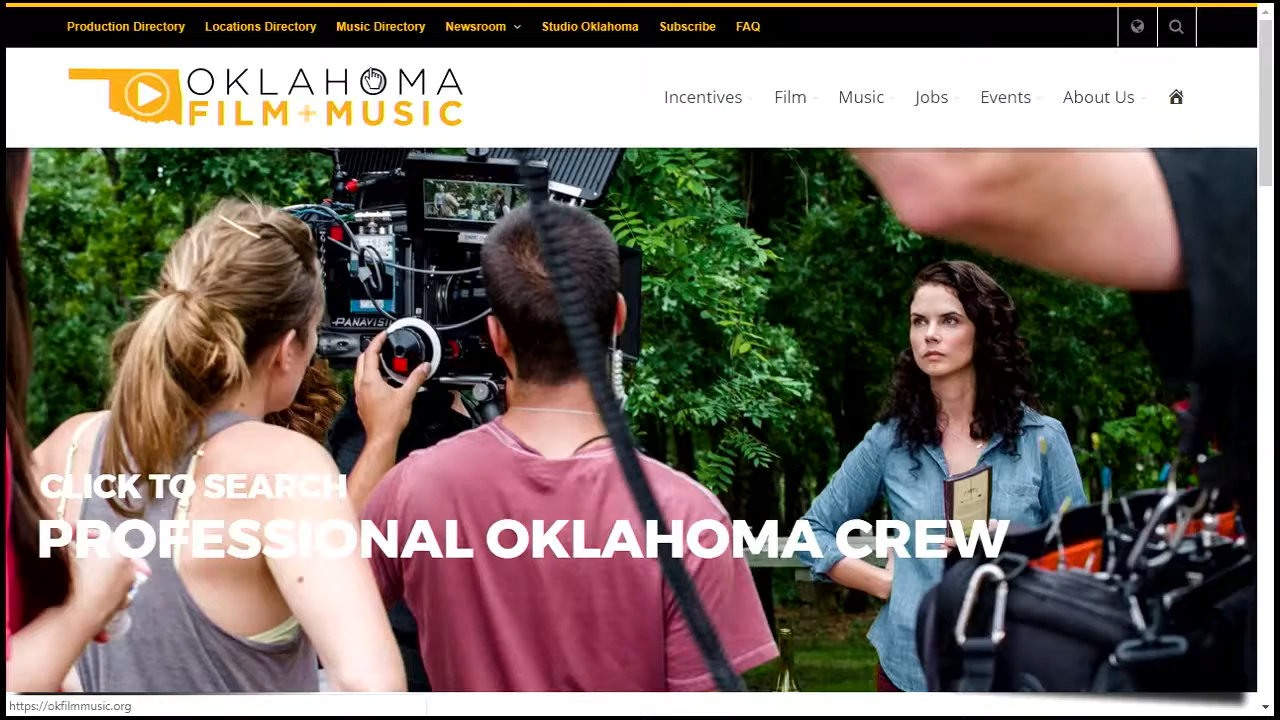 Production Directory Locations Directory Music Directory Newsroom Studio Oklahoma Subscribe FAQ
OKLAHOMA
FILM + MUSIC
Incentives Film Music Jobs Events About Us
PANAVISION
CLICK TO SEARCH
PROFESSIONAL OKLAHOMA CREW
https://okfilmmusic.org